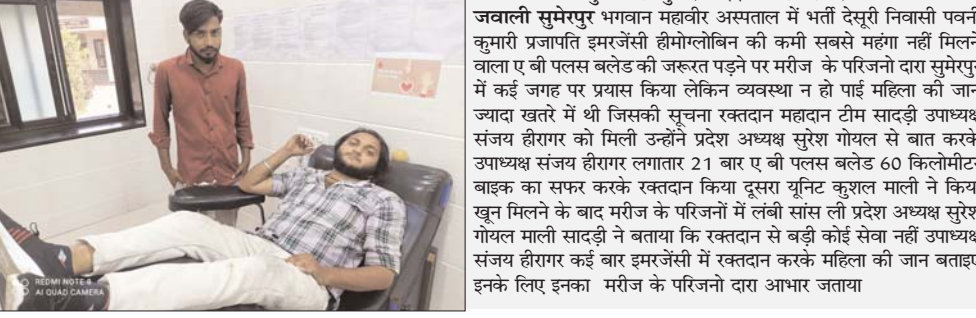 जवाली सुमेरपुर भगवान महावीर अस्पताल में भर्ती देसूरी निवासी पवनी
कुमारी प्रजापति इमरजेंसी हीमोग्लोबिन की कमी सबसे महंगा नहीं मिलने
वाला ए बी पलस बलेड की जरूरत पड़ने पर मरीज के परिजनो दारा सुमेरपुर
में कई जगह पर प्रयास किया लेकिन व्यवस्था न हो पाई महिला की जान
ज्यादा खतरे में थी जिसकी सूचना रक्तदान महादान टीम सादड़ी उपाध्यक्ष
संजय हीरागर को मिली उन्होंने प्रदेश अध्यक्ष सुरेश गोयल से बात करके
उपाध्यक्ष संजय हीरागर लगातार 21 बार ए बी पलस बलेड 60 किलोमीटर
बाइक का सफर करके रक्तदान किया दूसरा यूनिट कुशल माली ने किया
खून मिलने के बाद मरीज के परिजनों में लंबी सांस ली प्रदेश अध्यक्ष सुरेश
गोयल माली सादड़ी ने बताया कि रक्तदान से बड़ी कोई सेवा नहीं उपाध्यक्ष
संजय हीरागर कई बार इमरजेंसी में रक्तदान करके महिला की जान बताइए
इनके लिए इनका मरीज के परिजनो दारा आभार जताया
REDMI NOTE 8
AI QUAD CAMERA